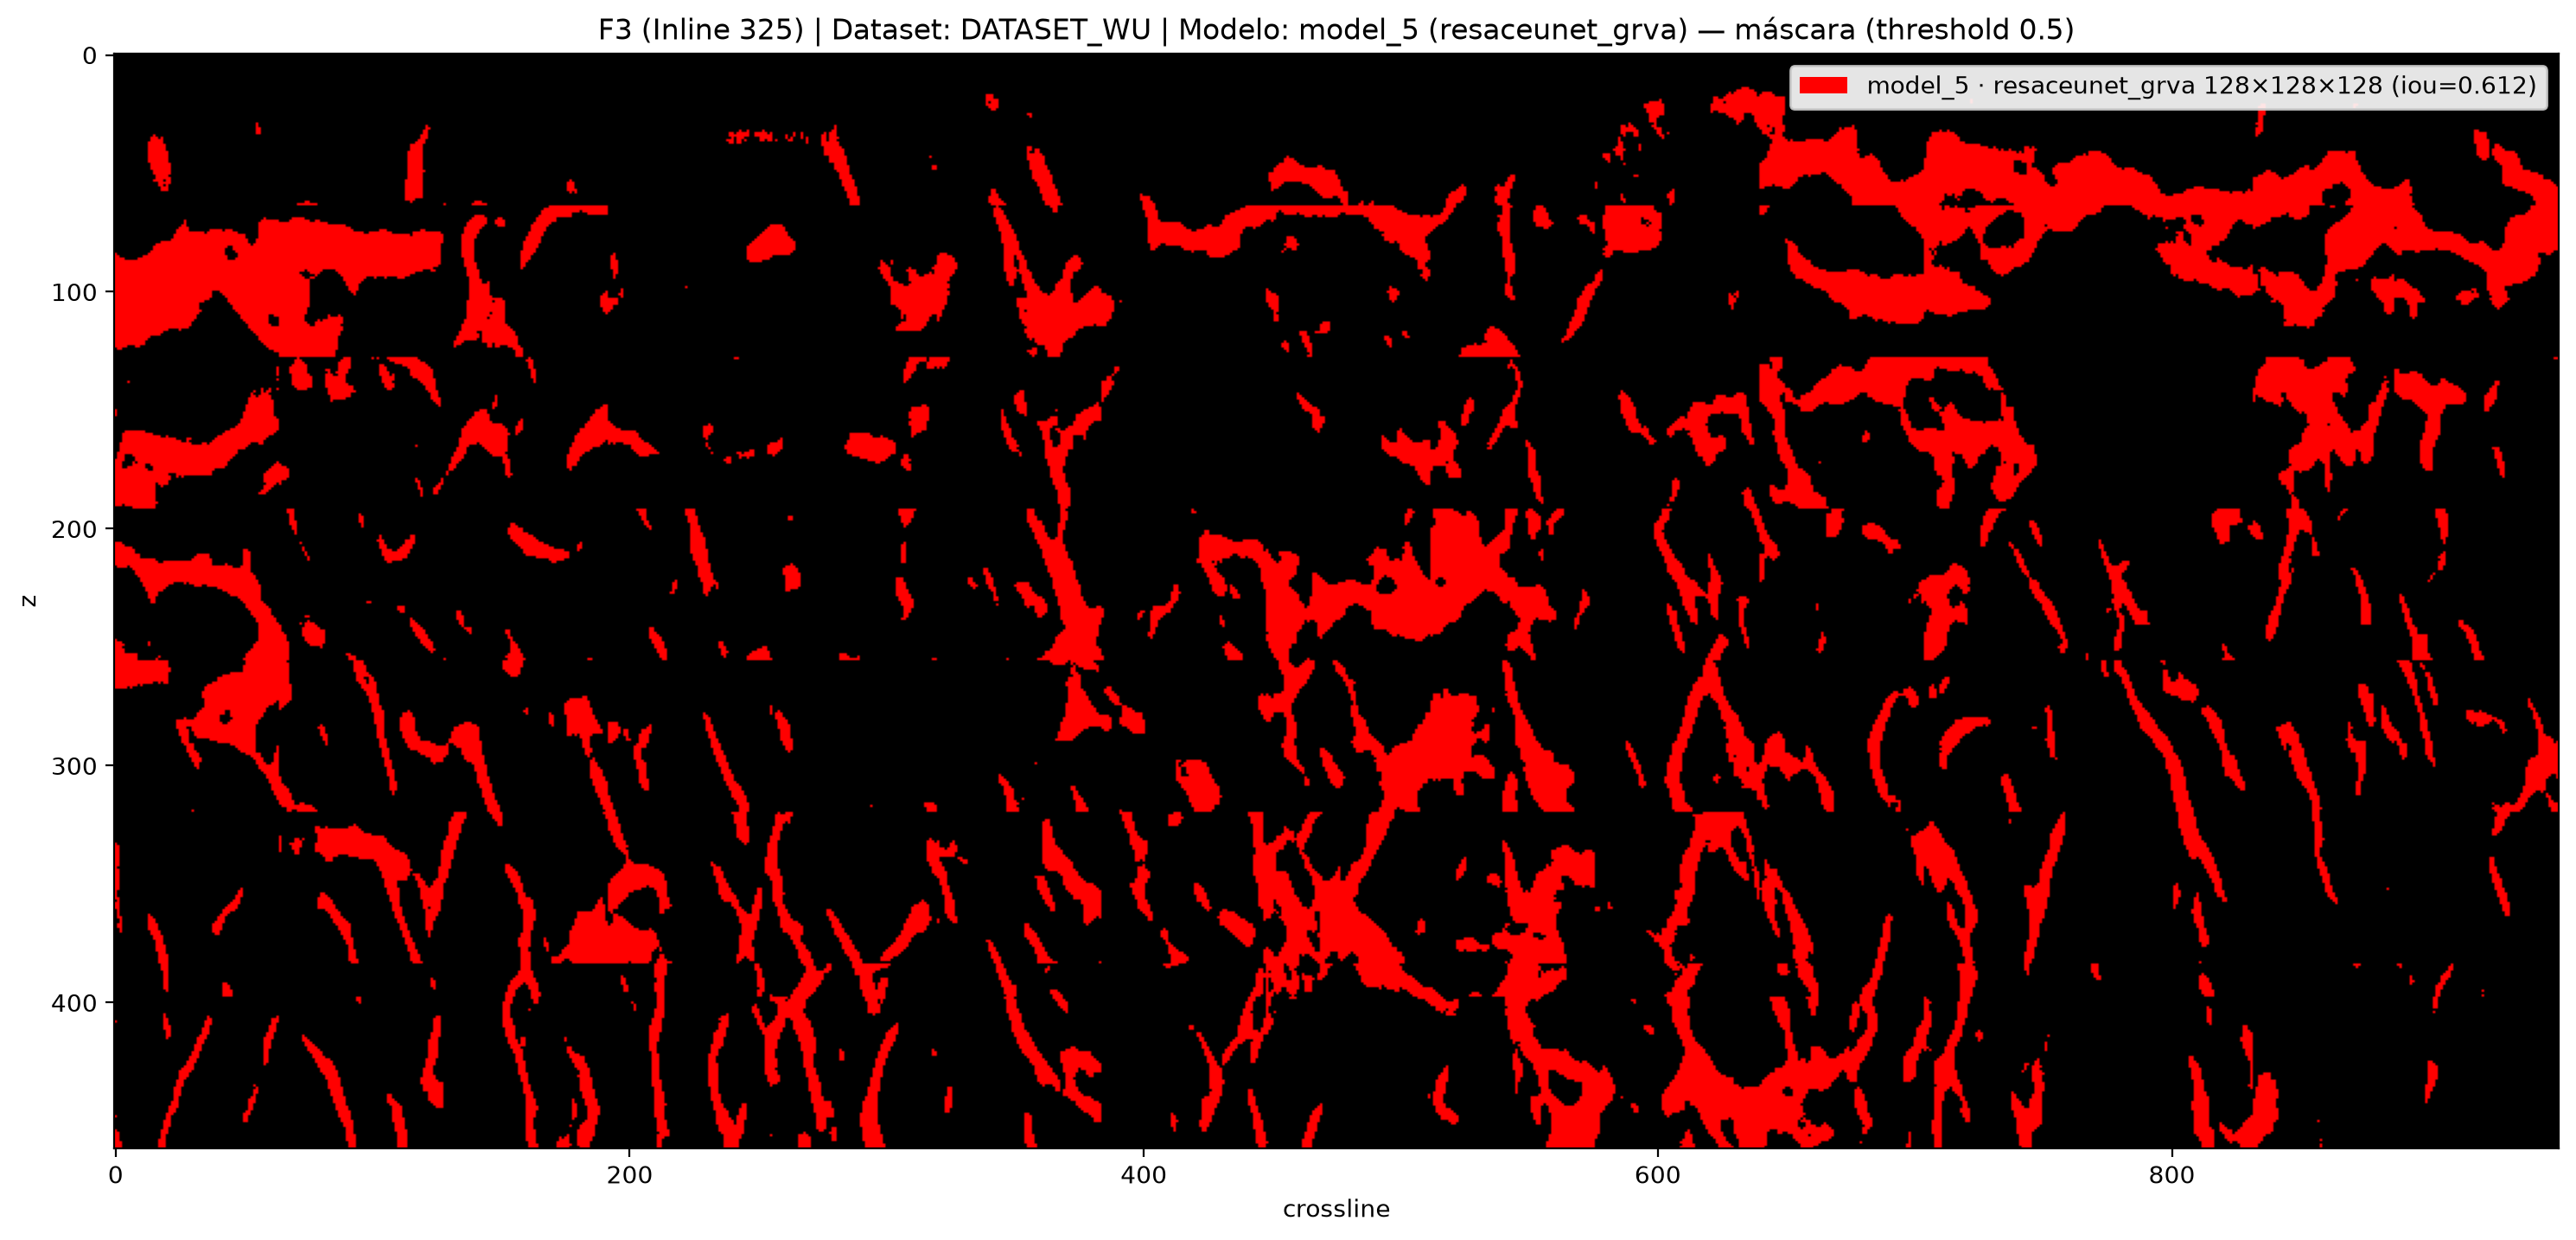 F3 (Inline 325) | Dataset: DATASET_WU | Modelo: model_5 (resaceunet_grva) — máscara (threshold 0.5)
model_5 · resaceunet_grva 128×128×128 (iou=0.612)
0
100
200
300
400
z
0
200
400
600
800
crossline